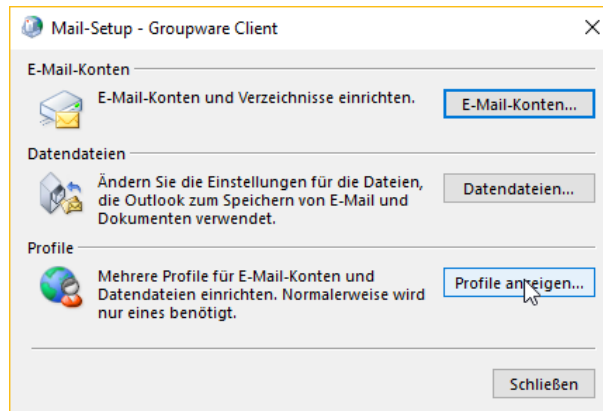 Mail-Setup - Groupware Client
E-Mail-Konten
E-Mail-Konten und Verzeichnisse einrichten.
E-Mail-Konten...
Datendateien
Ändern Sie die Einstellungen für die Dateien,
die Outlook zum Speichern von E-Mail und
Dokumenten verwendet.
Datendateien...
Profile
Mehrere Profile für E-Mail-Konten und
Datendateien einrichten. Normalerweise wird
nur eines benötigt.
Profile anzeigen...
Schließen